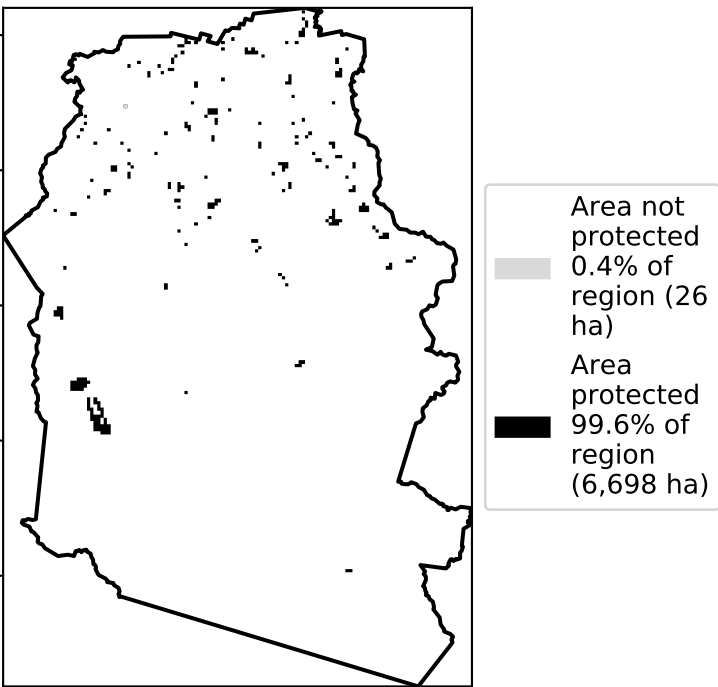 Area not
protected
0.4% of
region (26
ha)
Area
protected
99.6% of
region
(6,698 ha)